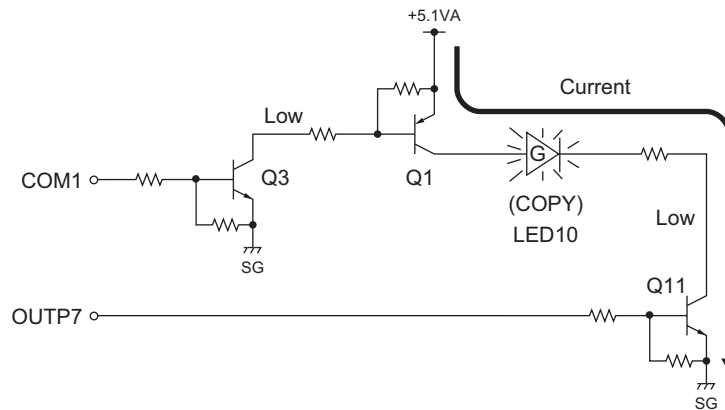 +5.1VA
Current
Low
COM1
Q3
Q1
G
(COPY)
LED10
Low
SG
Q11
OUTP7
SG